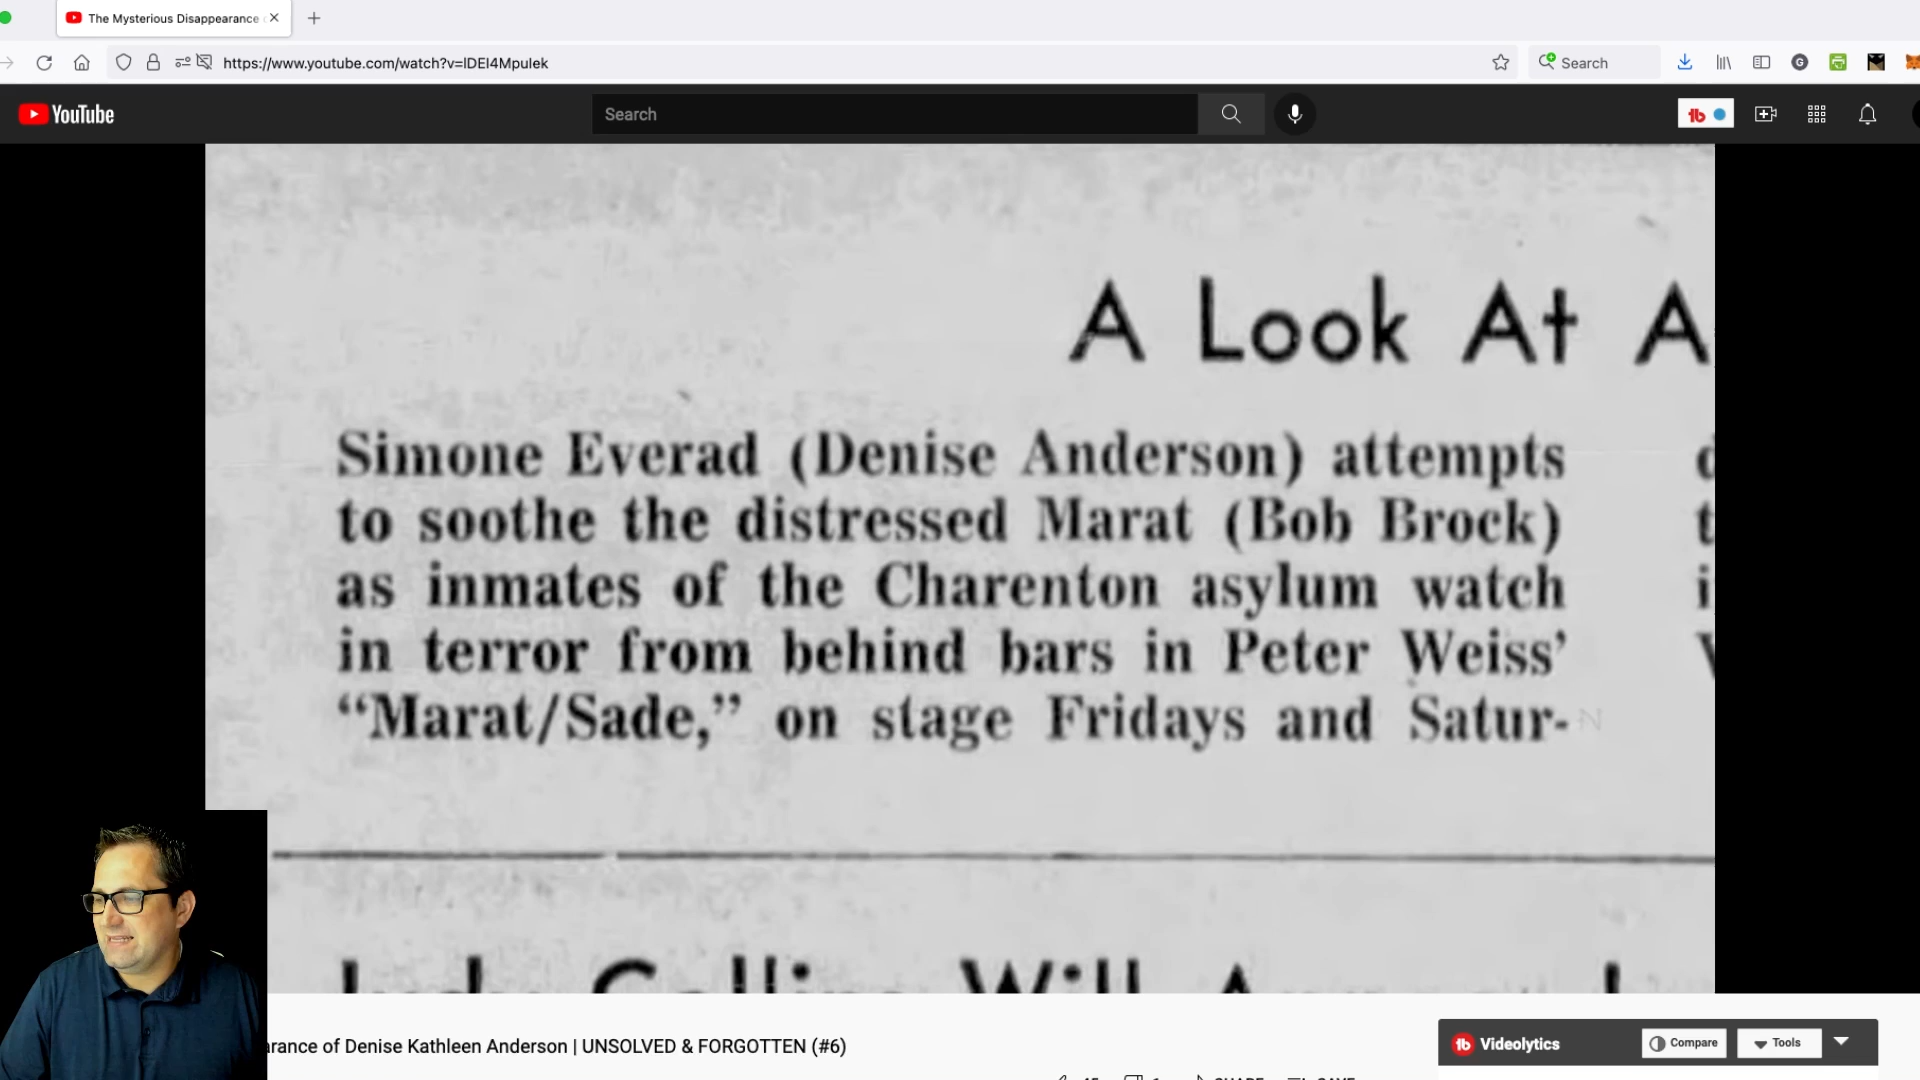 The Mysterious Disappearance
https://www.youtube.com/watch?v=lDEl4Mpulek
Search
YouTube
Search
A Look At A
Simone Everad (Denise Anderson) attempts
to soothe the distressed Marat (Bob Brock)
as inmates of the Charenton asylum watch
in terror from behind bars in Peter Weiss’
“Marat/Sade,” on stage Fridays and Satur-
arance of Denise Kathleen Anderson | UNSOLVED & FORGOTTEN (#6)
Videolytics
Compare
Tools